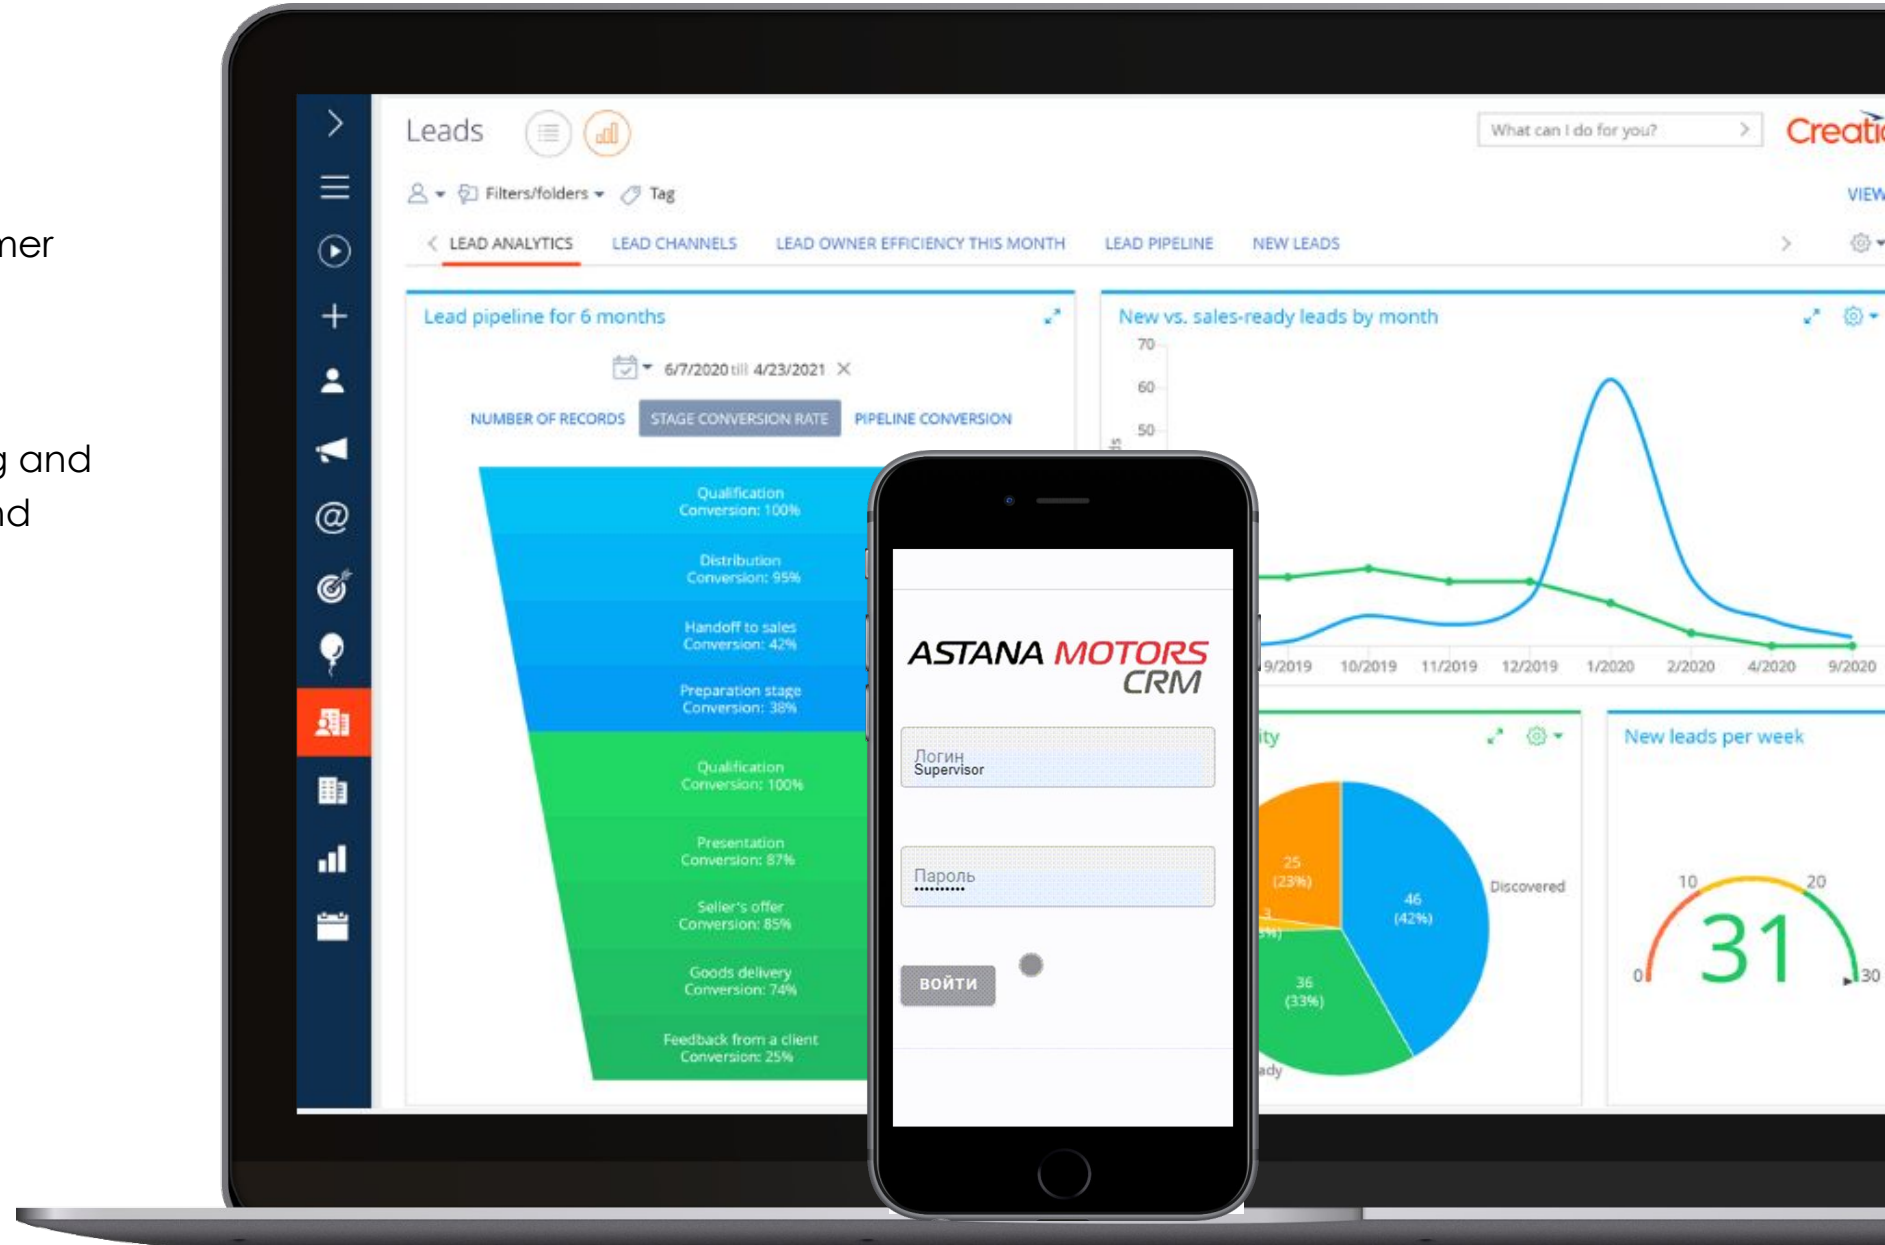 and
Leads
What can I do for you?
Filters/folders
Tag
VIEW
LEAD ANALYTICS
LEAD CHANNELS
LEAD OWNER EFFICIENCY THIS MONTH
LEAD PIPELINE
NEW LEADS
Lead pipeline for 6 months
6/7/2020 till 4/23/2021
NUMBER OF RECORDS
STAGE CONVERSION RATE
PIPELINE CONVERSION
Qualification
Conversion: 100%
Distribution
Conversion: 95%
Handoff to sales
Conversion: 42%
Preparation stage
Conversion: 38%
Qualification
Conversion: 100%
Presentation
Conversion: 87%
Seller's offer
Conversion: 85%
Goods delivery
Conversion: 74%
Feedback from a client
Conversion: 25%
New vs. sales-ready leads by month
70
60
50
9/2019
10/2019
11/2019
12/2019
1/2020
2/2020
4/2020
9/2020
ASTANA MOTORS
CRM
Логин
Supervisor
Пароль
ВОЙТИ
25
(23%)
46
(42%)
3
36
(33%)
Discovered
New leads per week
10
20
31
0
30